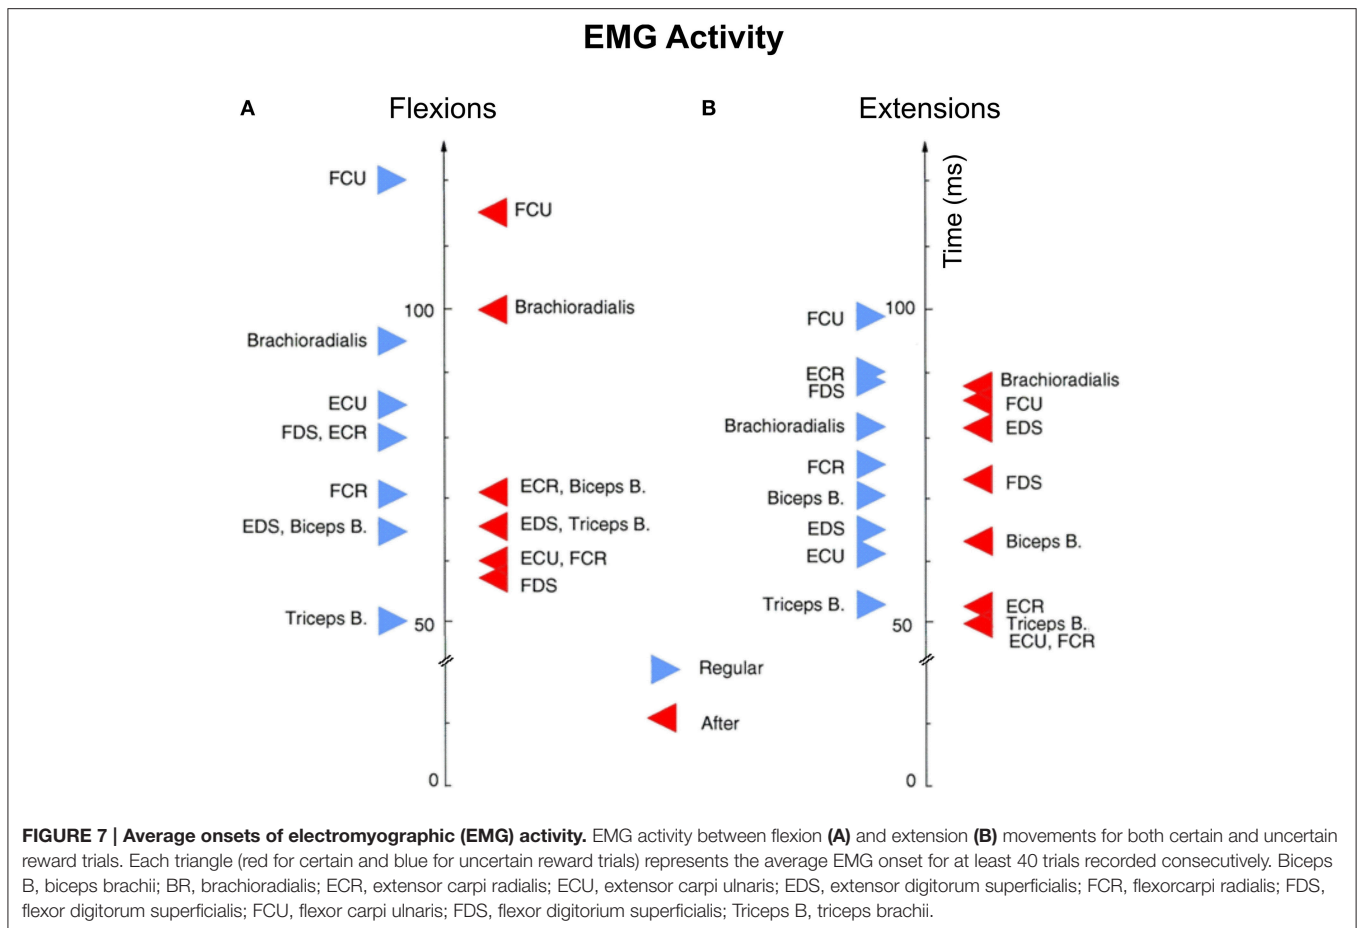 EMG Activity
A
Flexions
FCU
FCU
100
Brachioradialis
Brachioradialis
ECU
FDS, ECR
FCR
ECR, Biceps B.
EDS, Biceps B.
EDS, Triceps B.
ECU, FCR
FDS
Triceps B.
50
0
B
Extensions
Time (ms)
100
FCU
ECR
FDS
Brachioradialis
FCU
Brachioradialis
EDS
FCR
FDS
Biceps B.
EDS
Biceps B.
ECU
Triceps B.
ECR
Triceps B.
ECU, FCR
50
0
Regular
After
FIGURE 7 | Average onsets of electromyographic (EMG) activity. EMG activity between flexion (A) and extension (B) movements for both certain and uncertain
reward trials. Each triangle (red for certain and blue for uncertain reward trials) represents the average EMG onset for at least 40 trials recorded consecutively. Biceps
B, biceps brachii; BR, brachioradialis; ECR, extensor carpi radialis; ECU, extensor carpi ulnaris; EDS, extensor digitorum superficialis; FCR, flexorcarpi radialis; FDS,
flexor digitorum superficialis; FCU, flexor carpi ulnaris; FDS, flexor digitorium superficialis; Triceps B, triceps brachii.